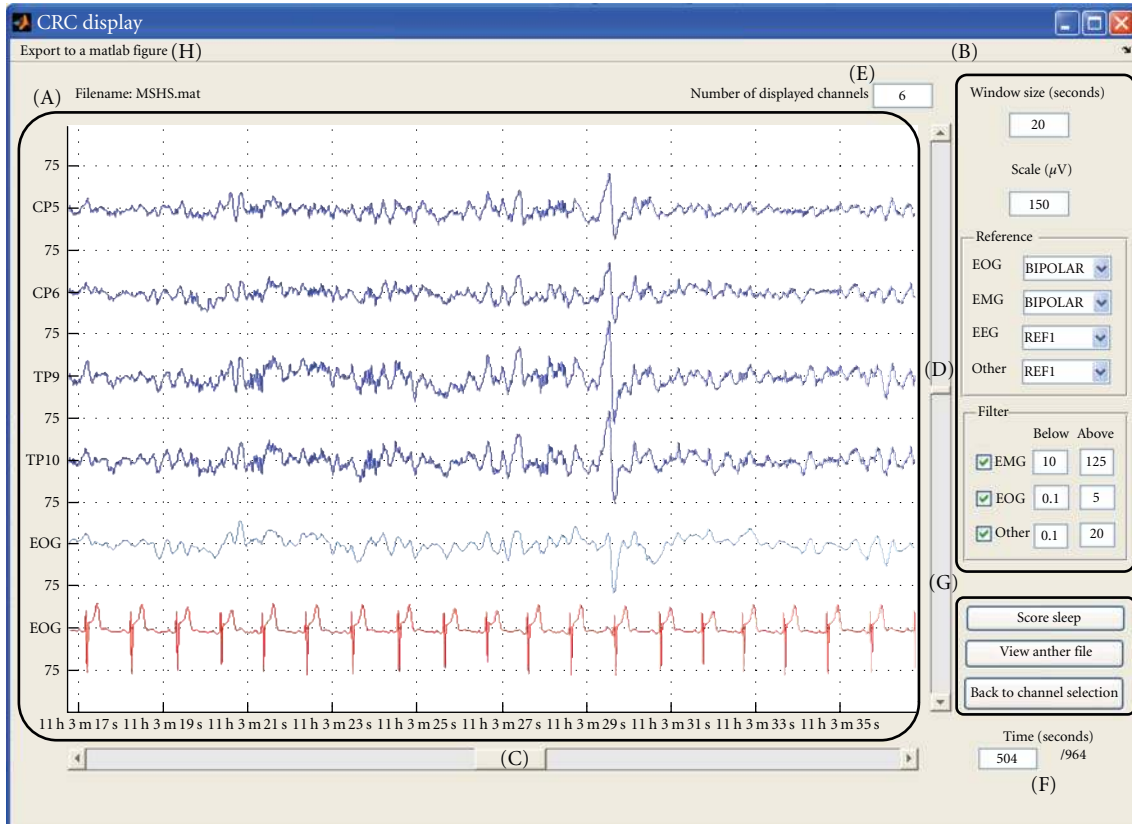 CRC display
Export to a matlab figure (H)
(B)
(E)
(A) Filename: MSHS.mat
Number of displayed channels 6
Window size (seconds)
20
Scale (µV)
150
Reference
EOG BIPOLAR
EMG BIPOLAR
EEG REF1
Other REF1
(D)
Filter
Below Above
EMG 10 125
EOG 0.1 5
Other 0.1 20
(G)
Score sleep
View anther file
Back to channel selection
Time (seconds)
504 /964
(F)
75
CP5
75
CP6
75
TP9
75
TP10
75
EOG
75
EOG
75
11 h 3 m 17 s 11 h 3 m 19 s 11 h 3 m 21 s 11 h 3 m 23 s 11 h 3 m 25 s 11 h 3 m 27 s 11 h 3 m 29 s 11 h 3 m 31 s 11 h 3 m 33 s 11 h 3 m 35 s
(C)